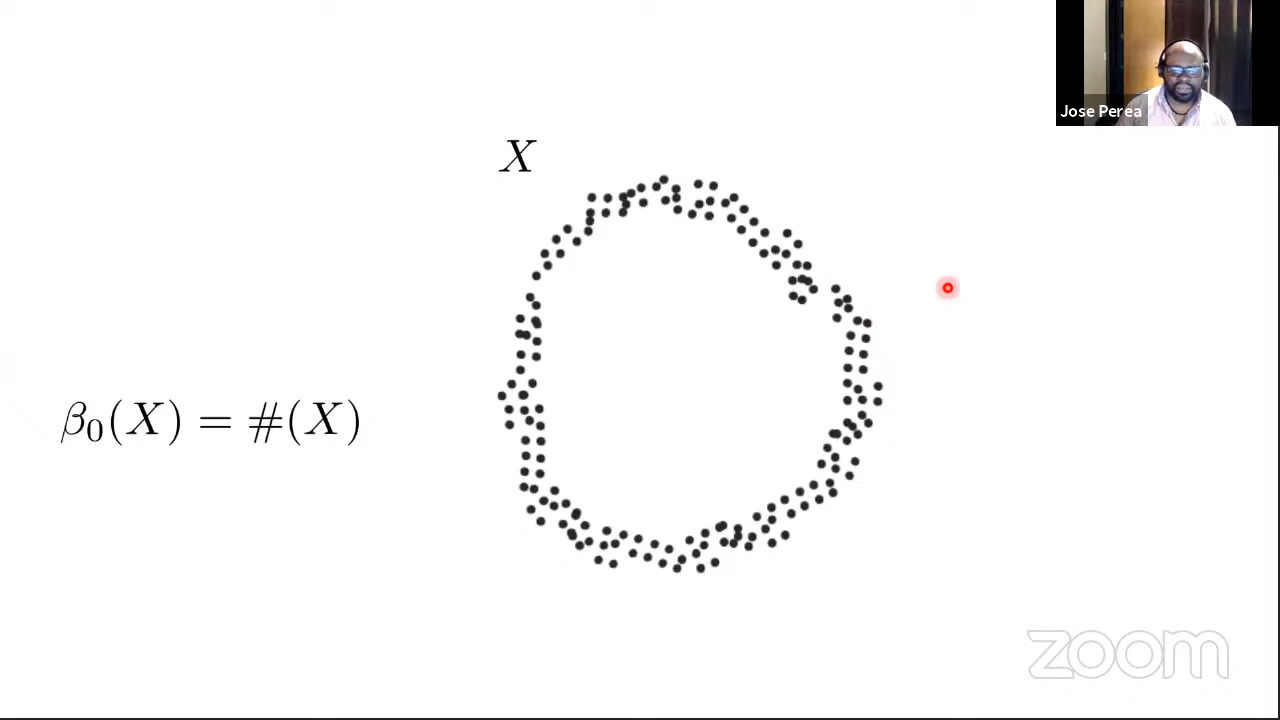 Jose Perea
X
β₀(X) = #(X)
zoom